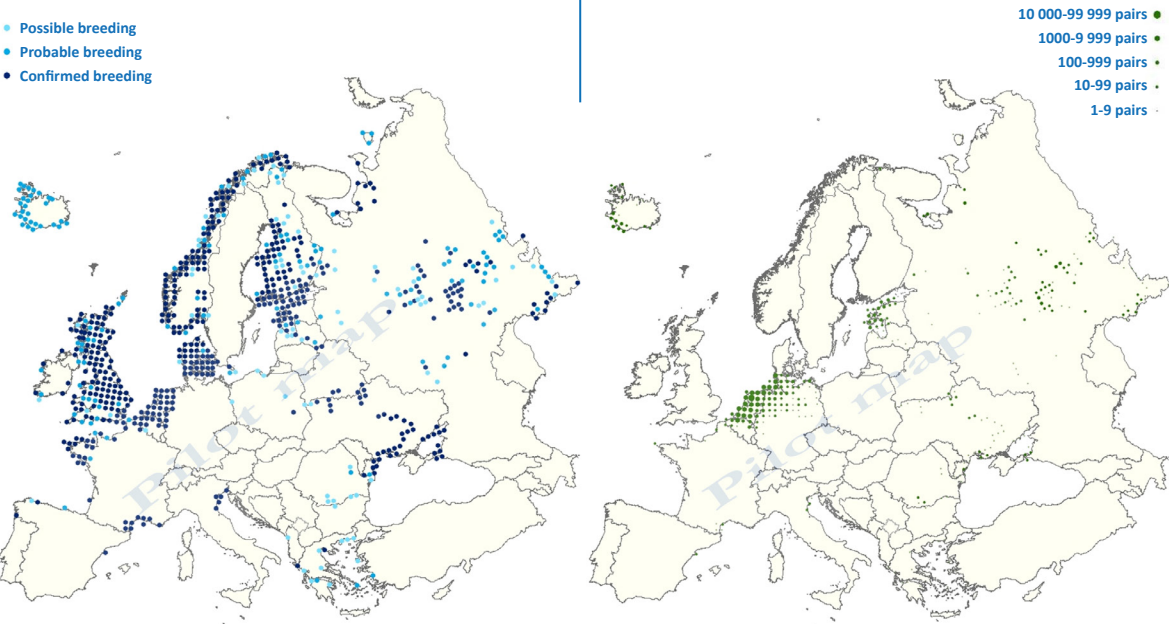 Possible breeding
Probable breeding
Confirmed breeding
Pilot map
10 000-99 999 pairs
1000-9 999 pairs
100-999 pairs
10-99 pairs
1-9 pairs
Pilot map